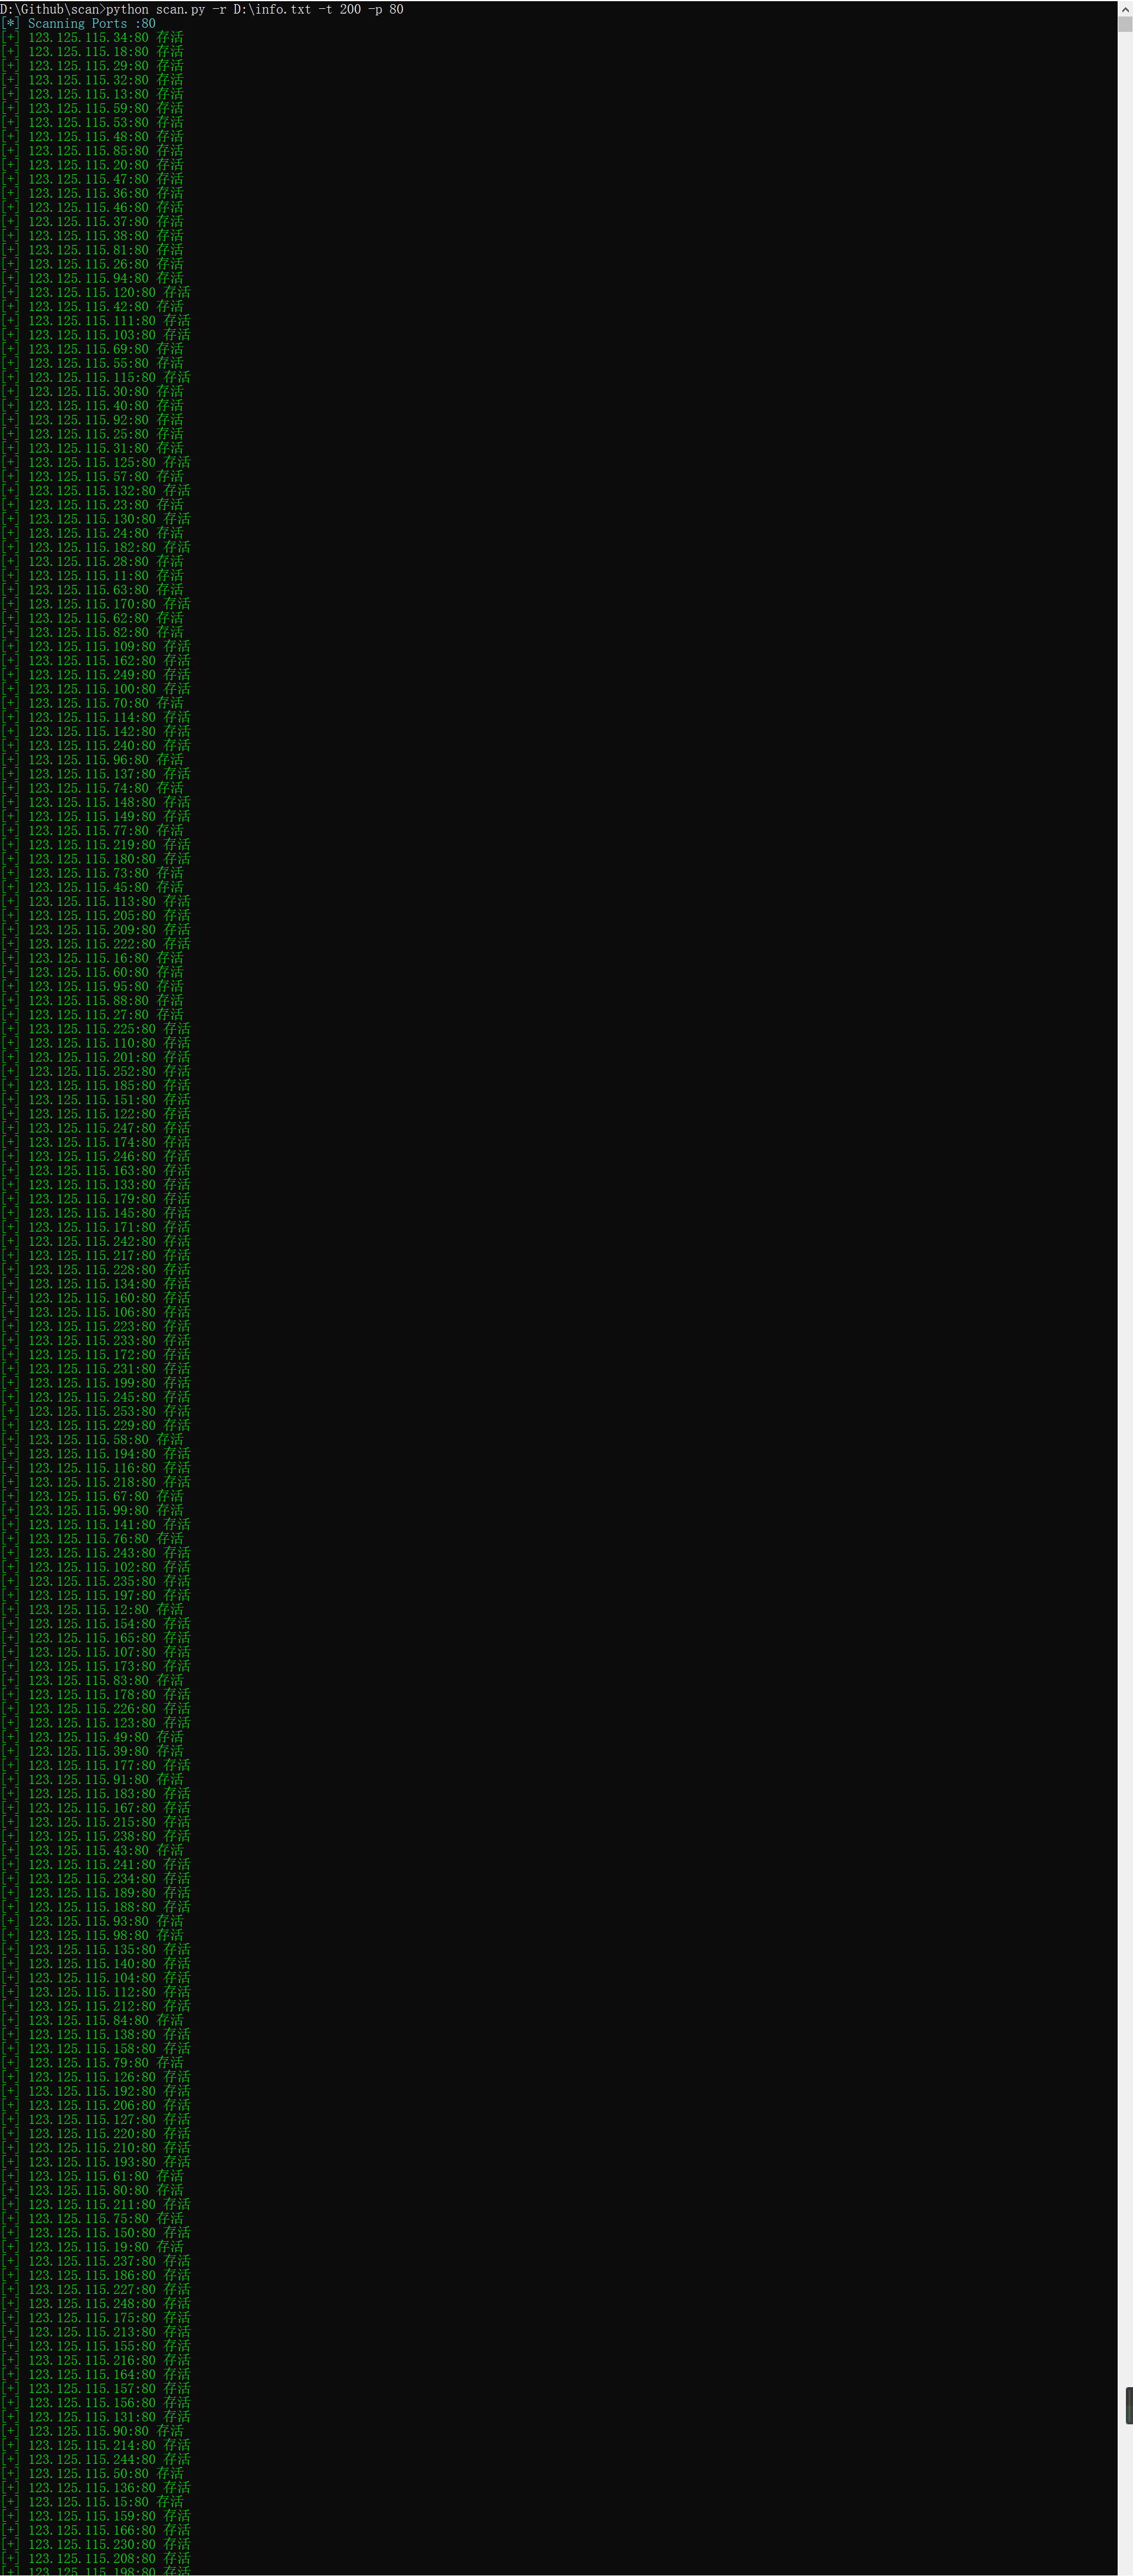 D:\Github\scan>python scan.py -r D:\info.txt -t 200 -p 80
[*] Scanning Ports :80
[+] 123.125.115.34:80 存活
[+] 123.125.115.18:80 存活
[+] 123.125.115.29:80 存活
[+] 123.125.115.32:80 存活
[+] 123.125.115.13:80 存活
[+] 123.125.115.59:80 存活
[+] 123.125.115.53:80 存活
[+] 123.125.115.48:80 存活
[+] 123.125.115.85:80 存活
[+] 123.125.115.20:80 存活
[+] 123.125.115.47:80 存活
[+] 123.125.115.36:80 存活
[+] 123.125.115.46:80 存活
[+] 123.125.115.37:80 存活
[+] 123.125.115.38:80 存活
[+] 123.125.115.81:80 存活
[+] 123.125.115.26:80 存活
[+] 123.125.115.94:80 存活
[+] 123.125.115.120:80 存活
[+] 123.125.115.42:80 存活
[+] 123.125.115.111:80 存活
[+] 123.125.115.103:80 存活
[+] 123.125.115.69:80 存活
[+] 123.125.115.55:80 存活
[+] 123.125.115.115:80 存活
[+] 123.125.115.30:80 存活
[+] 123.125.115.40:80 存活
[+] 123.125.115.92:80 存活
[+] 123.125.115.25:80 存活
[+] 123.125.115.31:80 存活
[+] 123.125.115.125:80 存活
[+] 123.125.115.57:80 存活
[+] 123.125.115.132:80 存活
[+] 123.125.115.23:80 存活
[+] 123.125.115.130:80 存活
[+] 123.125.115.24:80 存活
[+] 123.125.115.182:80 存活
[+] 123.125.115.28:80 存活
[+] 123.125.115.11:80 存活
[+] 123.125.115.63:80 存活
[+] 123.125.115.170:80 存活
[+] 123.125.115.62:80 存活
[+] 123.125.115.82:80 存活
[+] 123.125.115.109:80 存活
[+] 123.125.115.162:80 存活
[+] 123.125.115.249:80 存活
[+] 123.125.115.100:80 存活
[+] 123.125.115.70:80 存活
[+] 123.125.115.114:80 存活
[+] 123.125.115.142:80 存活
[+] 123.125.115.240:80 存活
[+] 123.125.115.96:80 存活
[+] 123.125.115.137:80 存活
[+] 123.125.115.74:80 存活
[+] 123.125.115.148:80 存活
[+] 123.125.115.149:80 存活
[+] 123.125.115.77:80 存活
[+] 123.125.115.219:80 存活
[+] 123.125.115.180:80 存活
[+] 123.125.115.73:80 存活
[+] 123.125.115.45:80 存活
[+] 123.125.115.113:80 存活
[+] 123.125.115.205:80 存活
[+] 123.125.115.209:80 存活
[+] 123.125.115.222:80 存活
[+] 123.125.115.16:80 存活
[+] 123.125.115.60:80 存活
[+] 123.125.115.95:80 存活
[+] 123.125.115.88:80 存活
[+] 123.125.115.27:80 存活
[+] 123.125.115.225:80 存活
[+] 123.125.115.110:80 存活
[+] 123.125.115.201:80 存活
[+] 123.125.115.252:80 存活
[+] 123.125.115.185:80 存活
[+] 123.125.115.151:80 存活
[+] 123.125.115.122:80 存活
[+] 123.125.115.247:80 存活
[+] 123.125.115.174:80 存活
[+] 123.125.115.246:80 存活
[+] 123.125.115.163:80 存活
[+] 123.125.115.133:80 存活
[+] 123.125.115.179:80 存活
[+] 123.125.115.145:80 存活
[+] 123.125.115.171:80 存活
[+] 123.125.115.242:80 存活
[+] 123.125.115.217:80 存活
[+] 123.125.115.228:80 存活
[+] 123.125.115.134:80 存活
[+] 123.125.115.160:80 存活
[+] 123.125.115.106:80 存活
[+] 123.125.115.223:80 存活
[+] 123.125.115.233:80 存活
[+] 123.125.115.172:80 存活
[+] 123.125.115.231:80 存活
[+] 123.125.115.199:80 存活
[+] 123.125.115.245:80 存活
[+] 123.125.115.253:80 存活
[+] 123.125.115.229:80 存活
[+] 123.125.115.58:80 存活
[+] 123.125.115.194:80 存活
[+] 123.125.115.116:80 存活
[+] 123.125.115.218:80 存活
[+] 123.125.115.67:80 存活
[+] 123.125.115.99:80 存活
[+] 123.125.115.141:80 存活
[+] 123.125.115.76:80 存活
[+] 123.125.115.243:80 存活
[+] 123.125.115.102:80 存活
[+] 123.125.115.235:80 存活
[+] 123.125.115.197:80 存活
[+] 123.125.115.12:80 存活
[+] 123.125.115.154:80 存活
[+] 123.125.115.165:80 存活
[+] 123.125.115.107:80 存活
[+] 123.125.115.173:80 存活
[+] 123.125.115.83:80 存活
[+] 123.125.115.178:80 存活
[+] 123.125.115.226:80 存活
[+] 123.125.115.123:80 存活
[+] 123.125.115.49:80 存活
[+] 123.125.115.39:80 存活
[+] 123.125.115.177:80 存活
[+] 123.125.115.91:80 存活
[+] 123.125.115.183:80 存活
[+] 123.125.115.167:80 存活
[+] 123.125.115.215:80 存活
[+] 123.125.115.238:80 存活
[+] 123.125.115.43:80 存活
[+] 123.125.115.241:80 存活
[+] 123.125.115.234:80 存活
[+] 123.125.115.189:80 存活
[+] 123.125.115.188:80 存活
[+] 123.125.115.93:80 存活
[+] 123.125.115.98:80 存活
[+] 123.125.115.135:80 存活
[+] 123.125.115.140:80 存活
[+] 123.125.115.104:80 存活
[+] 123.125.115.112:80 存活
[+] 123.125.115.212:80 存活
[+] 123.125.115.84:80 存活
[+] 123.125.115.138:80 存活
[+] 123.125.115.158:80 存活
[+] 123.125.115.79:80 存活
[+] 123.125.115.126:80 存活
[+] 123.125.115.192:80 存活
[+] 123.125.115.206:80 存活
[+] 123.125.115.127:80 存活
[+] 123.125.115.220:80 存活
[+] 123.125.115.210:80 存活
[+] 123.125.115.193:80 存活
[+] 123.125.115.61:80 存活
[+] 123.125.115.80:80 存活
[+] 123.125.115.211:80 存活
[+] 123.125.115.75:80 存活
[+] 123.125.115.150:80 存活
[+] 123.125.115.19:80 存活
[+] 123.125.115.237:80 存活
[+] 123.125.115.186:80 存活
[+] 123.125.115.227:80 存活
[+] 123.125.115.248:80 存活
[+] 123.125.115.175:80 存活
[+] 123.125.115.213:80 存活
[+] 123.125.115.155:80 存活
[+] 123.125.115.216:80 存活
[+] 123.125.115.164:80 存活
[+] 123.125.115.157:80 存活
[+] 123.125.115.156:80 存活
[+] 123.125.115.131:80 存活
[+] 123.125.115.90:80 存活
[+] 123.125.115.214:80 存活
[+] 123.125.115.244:80 存活
[+] 123.125.115.50:80 存活
[+] 123.125.115.136:80 存活
[+] 123.125.115.15:80 存活
[+] 123.125.115.159:80 存活
[+] 123.125.115.166:80 存活
[+] 123.125.115.230:80 存活
[+] 123.125.115.208:80 存活
[+] 123.125.115.198:80 存活